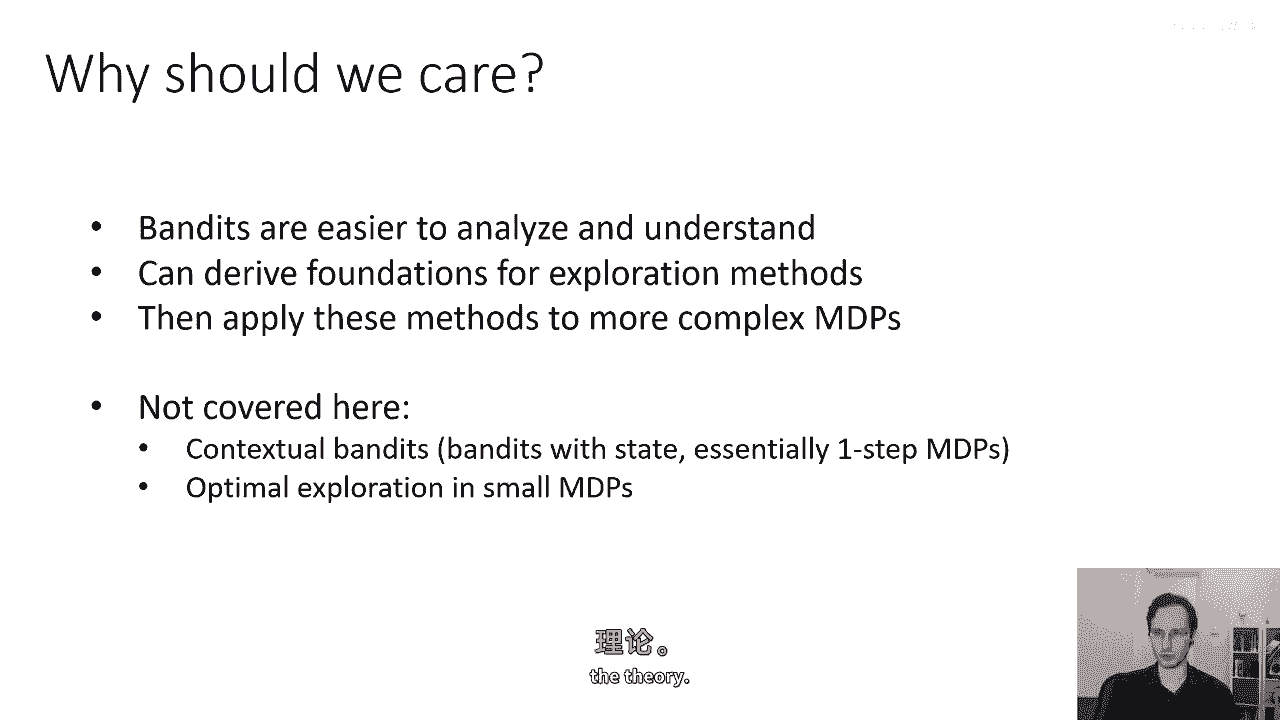 Why should we care?
• Bandits are easier to analyze and understand
• Can derive foundations for exploration methods
• Then apply these methods to more complex MDPs
• Not covered here:
• Contextual bandits (bandits with state, essentially 1-step MDPs)
• Optimal exploration in small MDPs
理论。
the theory.